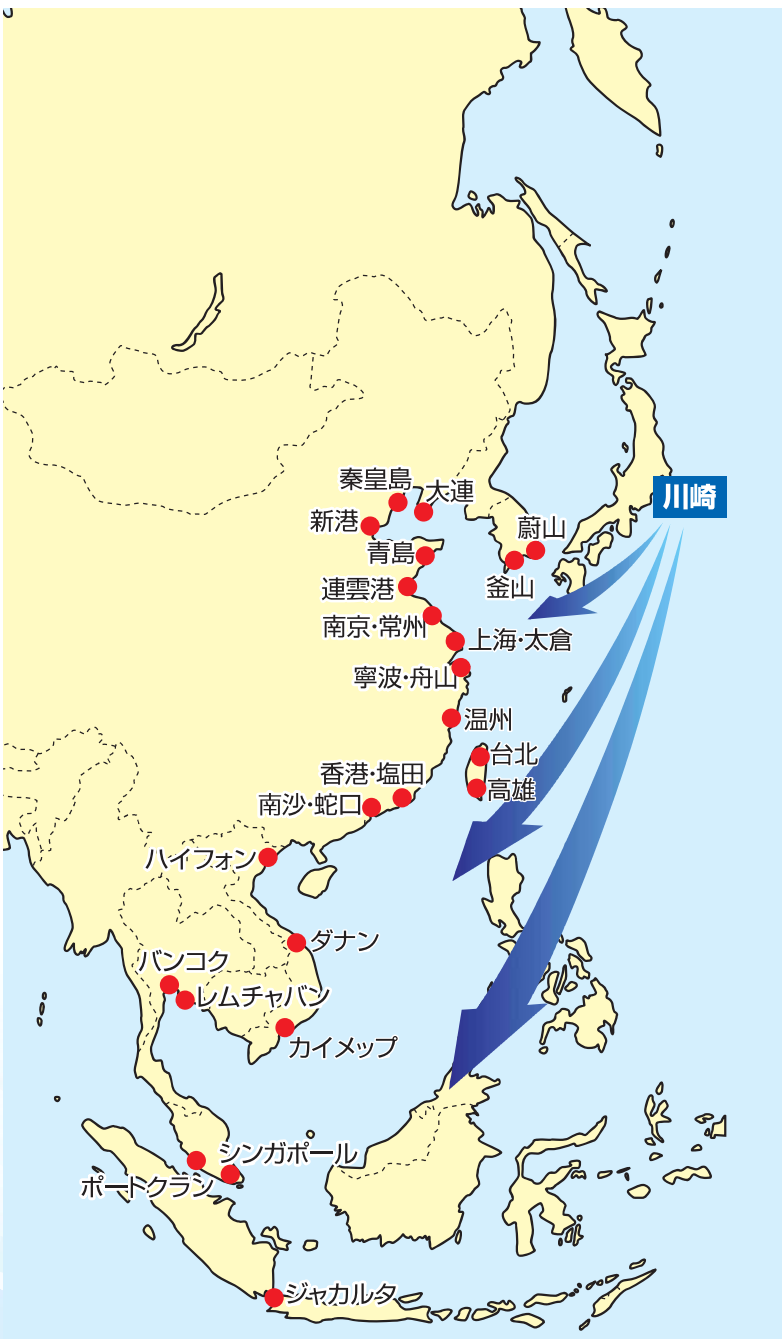 秦皇島
大連
川崎
新港
蔚山
青島
釜山
連雲港
南京・常州
上海・太倉
寧波・舟山
温州
台北
香港・塩田
高雄
南沙・蛇口
ハイフォン
ダナン
バンコク
レムチャバン
カイメップ
シンガポール
ポートクラン
ジャカルタ